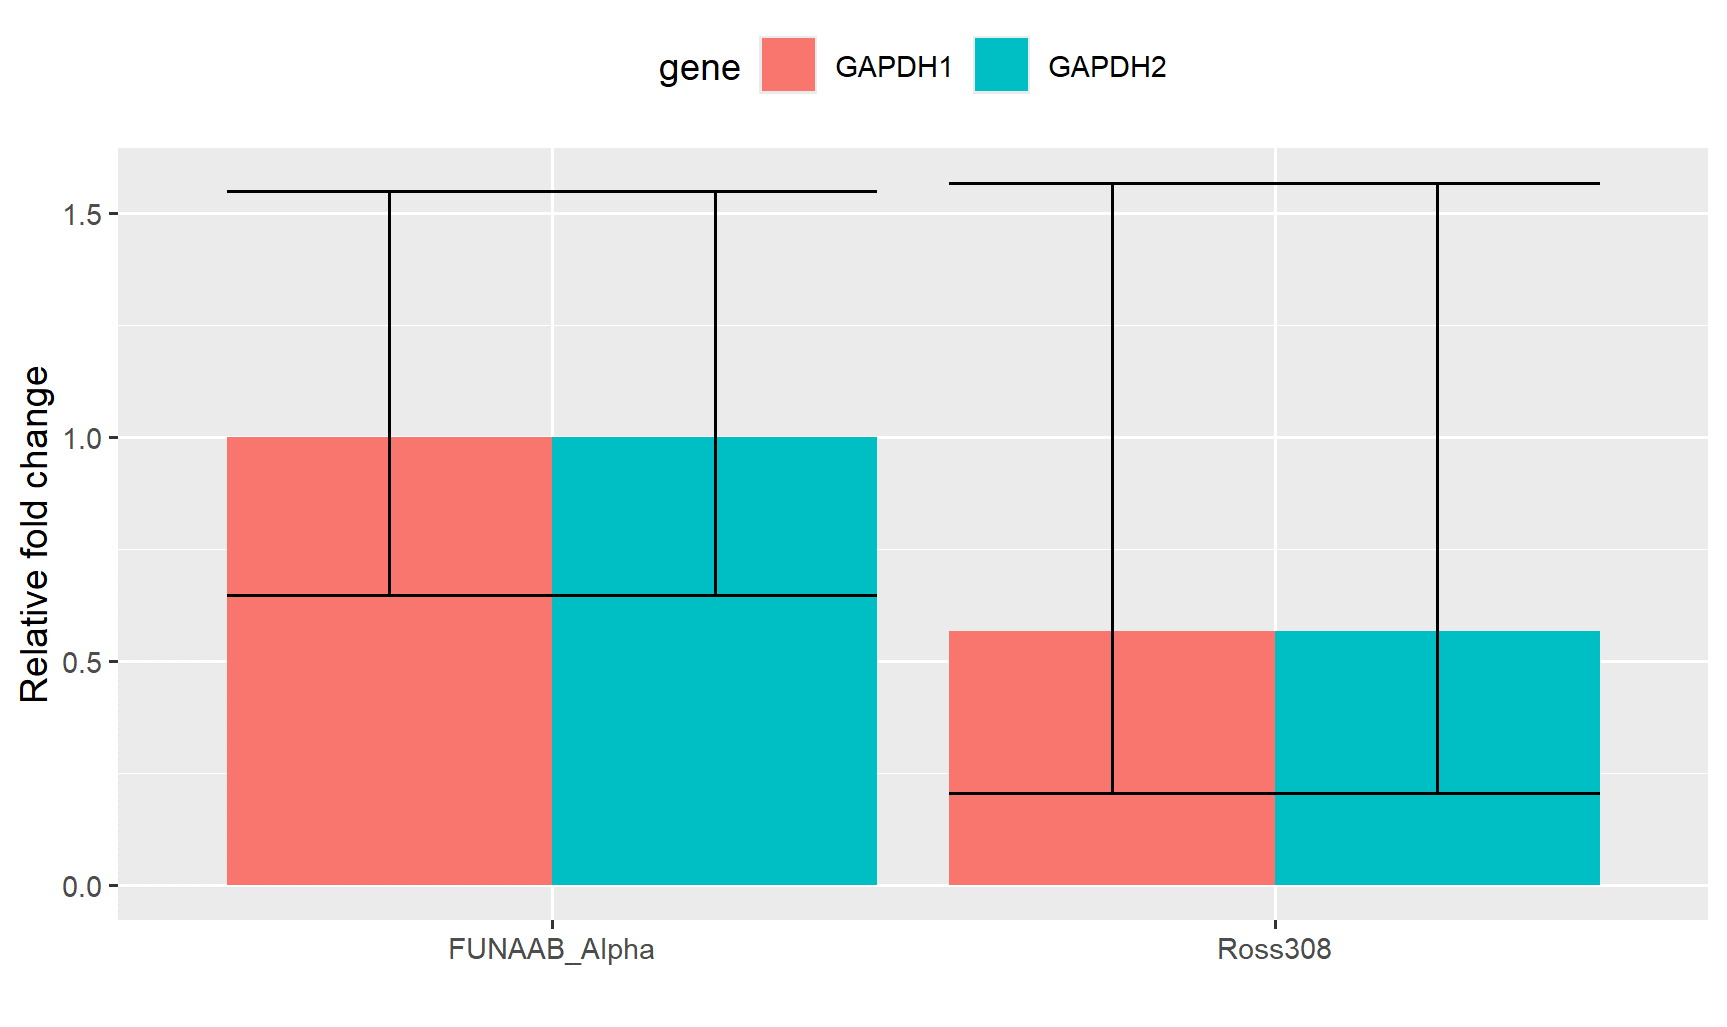 gene GAPDH1 GAPDH2
Relative fold change
1.5
1.0
0.5
0.0
FUNAAB_Alpha Ross308